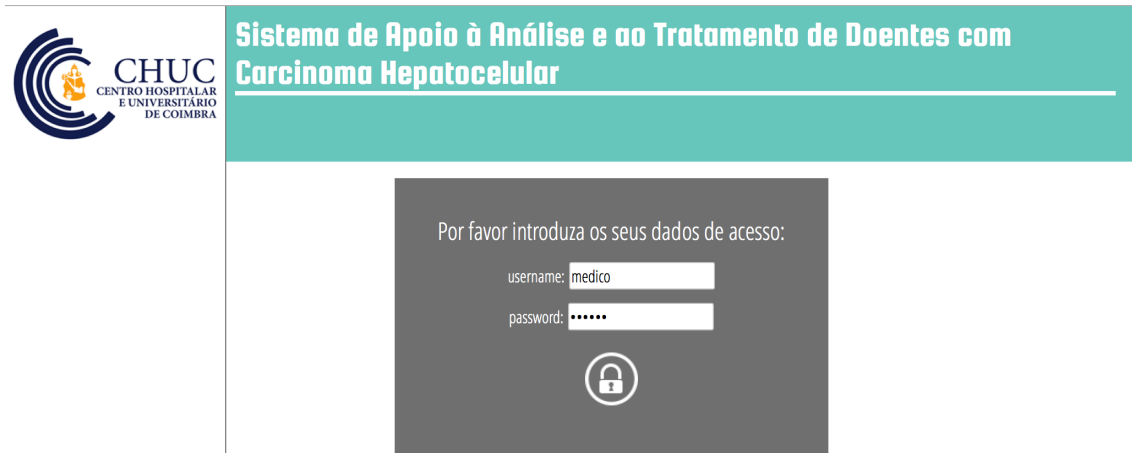 CHUC
CENTRO HOSPITALAR
E UNIVERSITÁRIO
DE COIMBRA
Sistema de Apoio à Análise e ao Tratamento de Doentes com
Carcinoma Hepatocelular
Por favor introduza os seus dados de acesso:
username: medico
password: ••••••